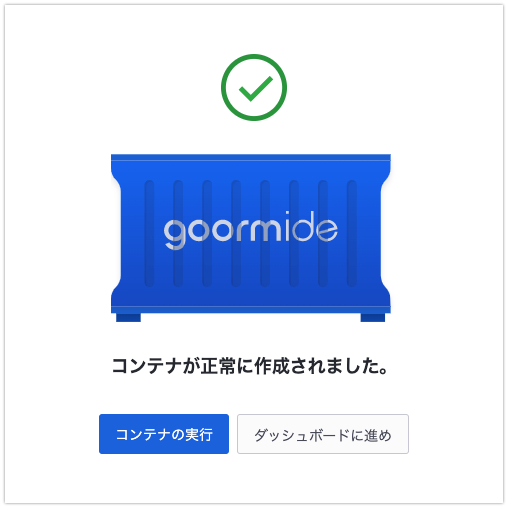 goormide
コンテナが正常に作成されました。
コンテナの実行
ダッシュボードに進め